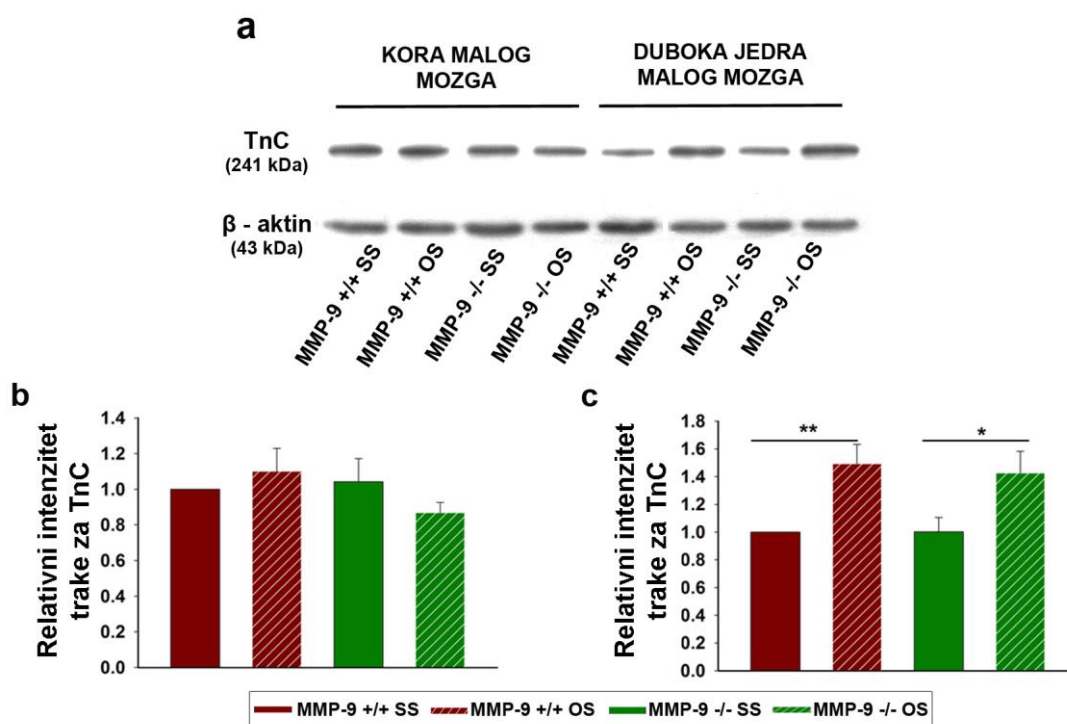 a
KORA MALOG
MOZGA
DUBOKA JEDRA
MALOG MOZGA
TnC
(241 kDa)
β - aktin
(43 kDa)
MMP-9 +/+ SS
MMP-9 +/+ OS
MMP-9 -/- SS
MMP-9 -/- OS
MMP-9 +/+ SS
MMP-9 +/+ OS
MMP-9 -/- SS
MMP-9 -/- OS
b
Relativni intenzitet
trake za TnC
1.4
1.2
1.0
0.8
0.6
0.4
0.2
0.0
c
Relativni intenzitet
trake za TnC
1.8
1.6
1.4
1.2
1.0
0.8
0.6
0.4
0.2
0.0
**
*
MMP-9 +/+ SS
MMP-9 +/+ OS
MMP-9 -/- SS
MMP-9 -/- OS